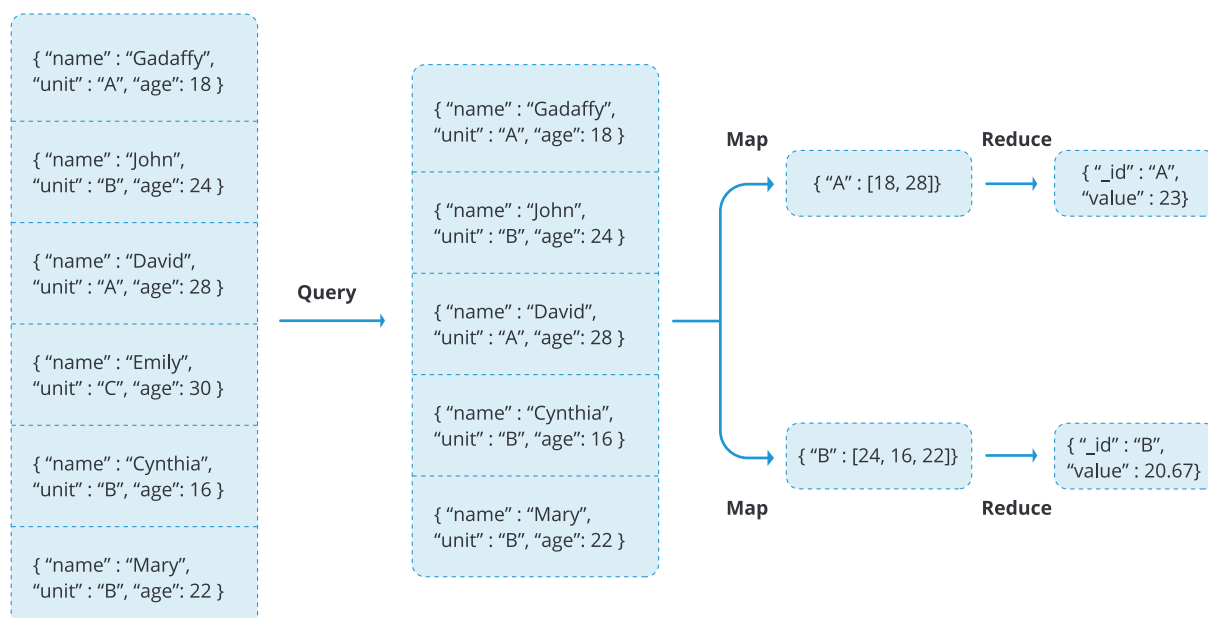 { “name” : “Gadaffy”,
“unit” : “A”, “age”: 18 }
{ “name” : “John”,
“unit” : “B”, “age”: 24 }
{ “name” : “David”,
“unit” : “A”, “age”: 28 }
{ “name” : “Emily”,
“unit” : “C”, “age”: 30 }
{ “name” : “Cynthia”,
“unit” : “B”, “age”: 16 }
{ “name” : “Mary”,
“unit” : “B”, “age”: 22 }
Query
{ “name” : “Gadaffy”,
“unit” : “A”, “age”: 18 }
{ “name” : “John”,
“unit” : “B”, “age”: 24 }
{ “name” : “David”,
“unit” : “A”, “age”: 28 }
{ “name” : “Cynthia”,
“unit” : “B”, “age”: 16 }
{ “name” : “Mary”,
“unit” : “B”, “age”: 22 }
Map
{ “A” : [18, 28]}
Reduce
{ “_id” : “A”,
“value” : 23}
{ “B” : [24, 16, 22]}
Map
{ “_id” : “B”,
“value” : 20.67}
Reduce